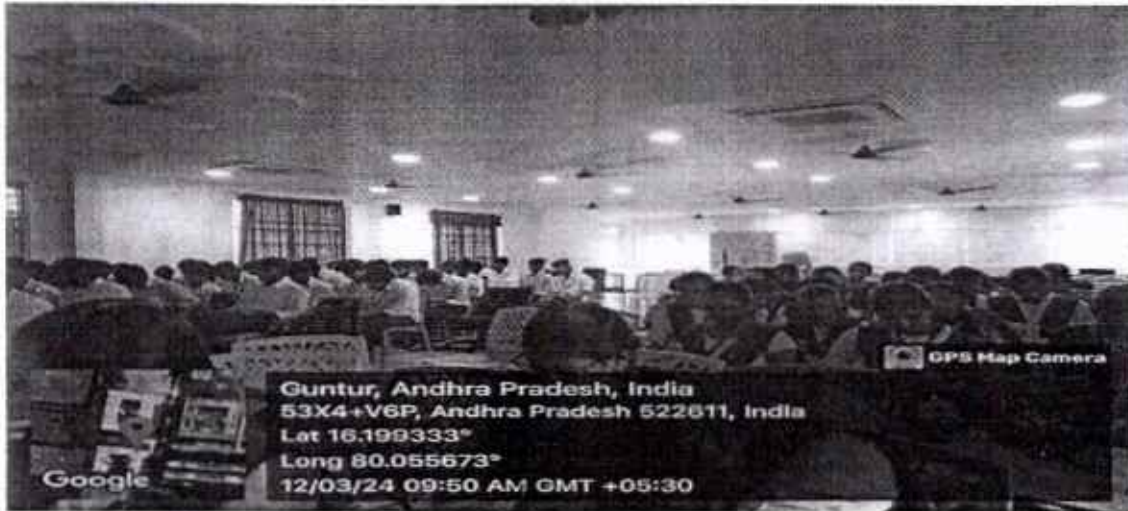 GPS Map Camera
Guntur, Andhra Pradesh, India
53X4+V6P, Andhra Pradesh 522611, India
Lat 16.199333°
Long 80.055673°
12/03/24 09:50 AM GMT +05:30
Google